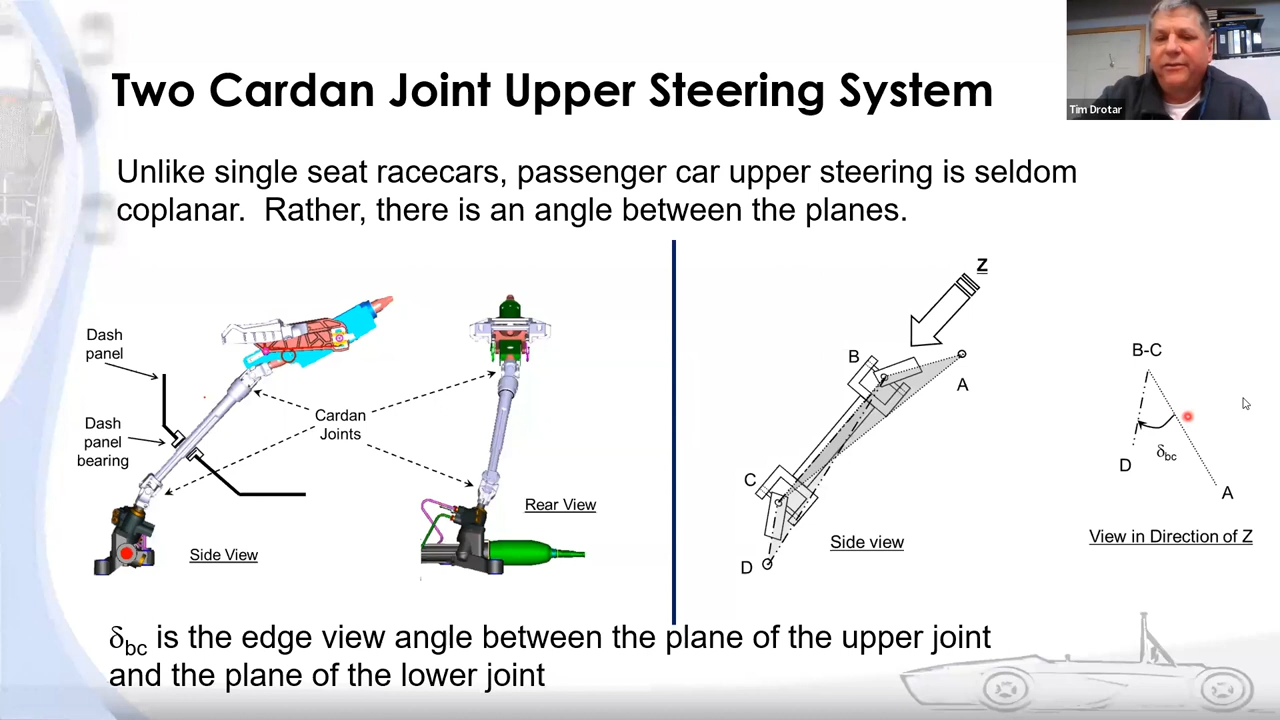 Two Cardan Joint Upper Steering System
Tim Drotar
Unlike single seat racecars, passenger car upper steering is seldom
coplanar.  Rather, there is an angle between the planes.
Dash
panel
Dash
panel
bearing
Side View
Cardan
Joints
Rear View
Z
B
A
C
D
Side view
B-C
D
δbc
A
View in Direction of Z
δbc is the edge view angle between the plane of the upper joint
and the plane of the lower joint